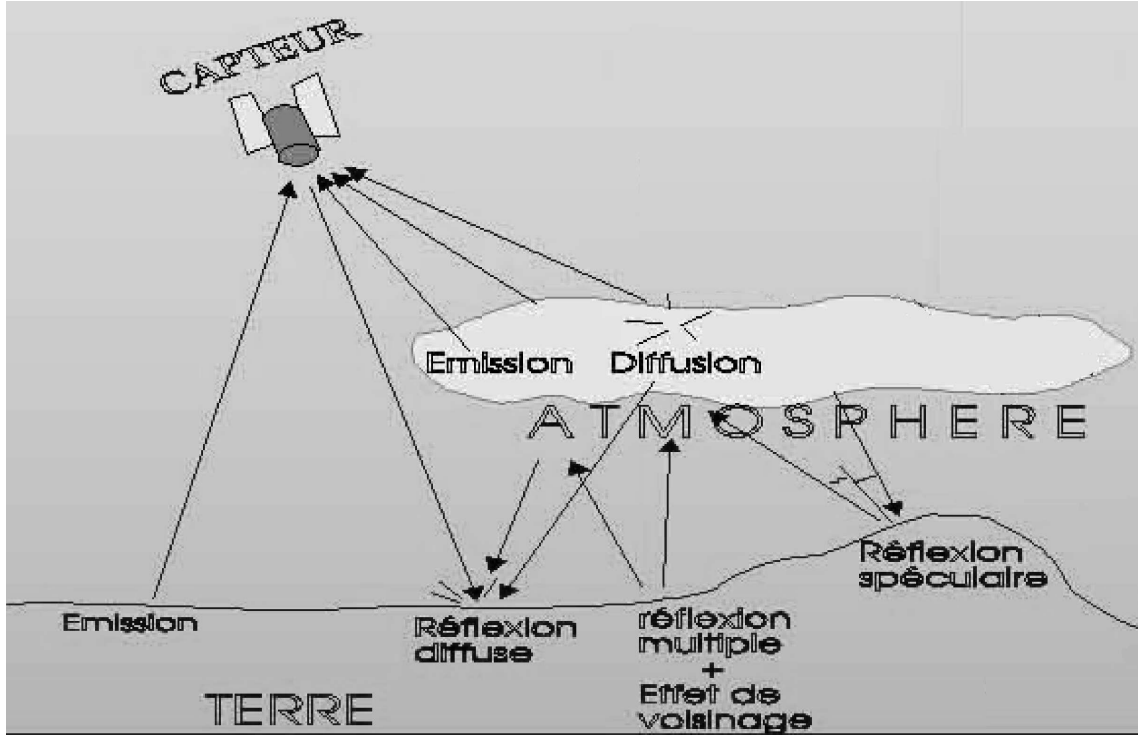 CAPTEUR
Emission
Diffusion
ATMOSPHERE
Réflexion
spéculaire
Emission
Réflexion
diffuse
réflexion
multiple
+
Effet de
voisinage
TERRE